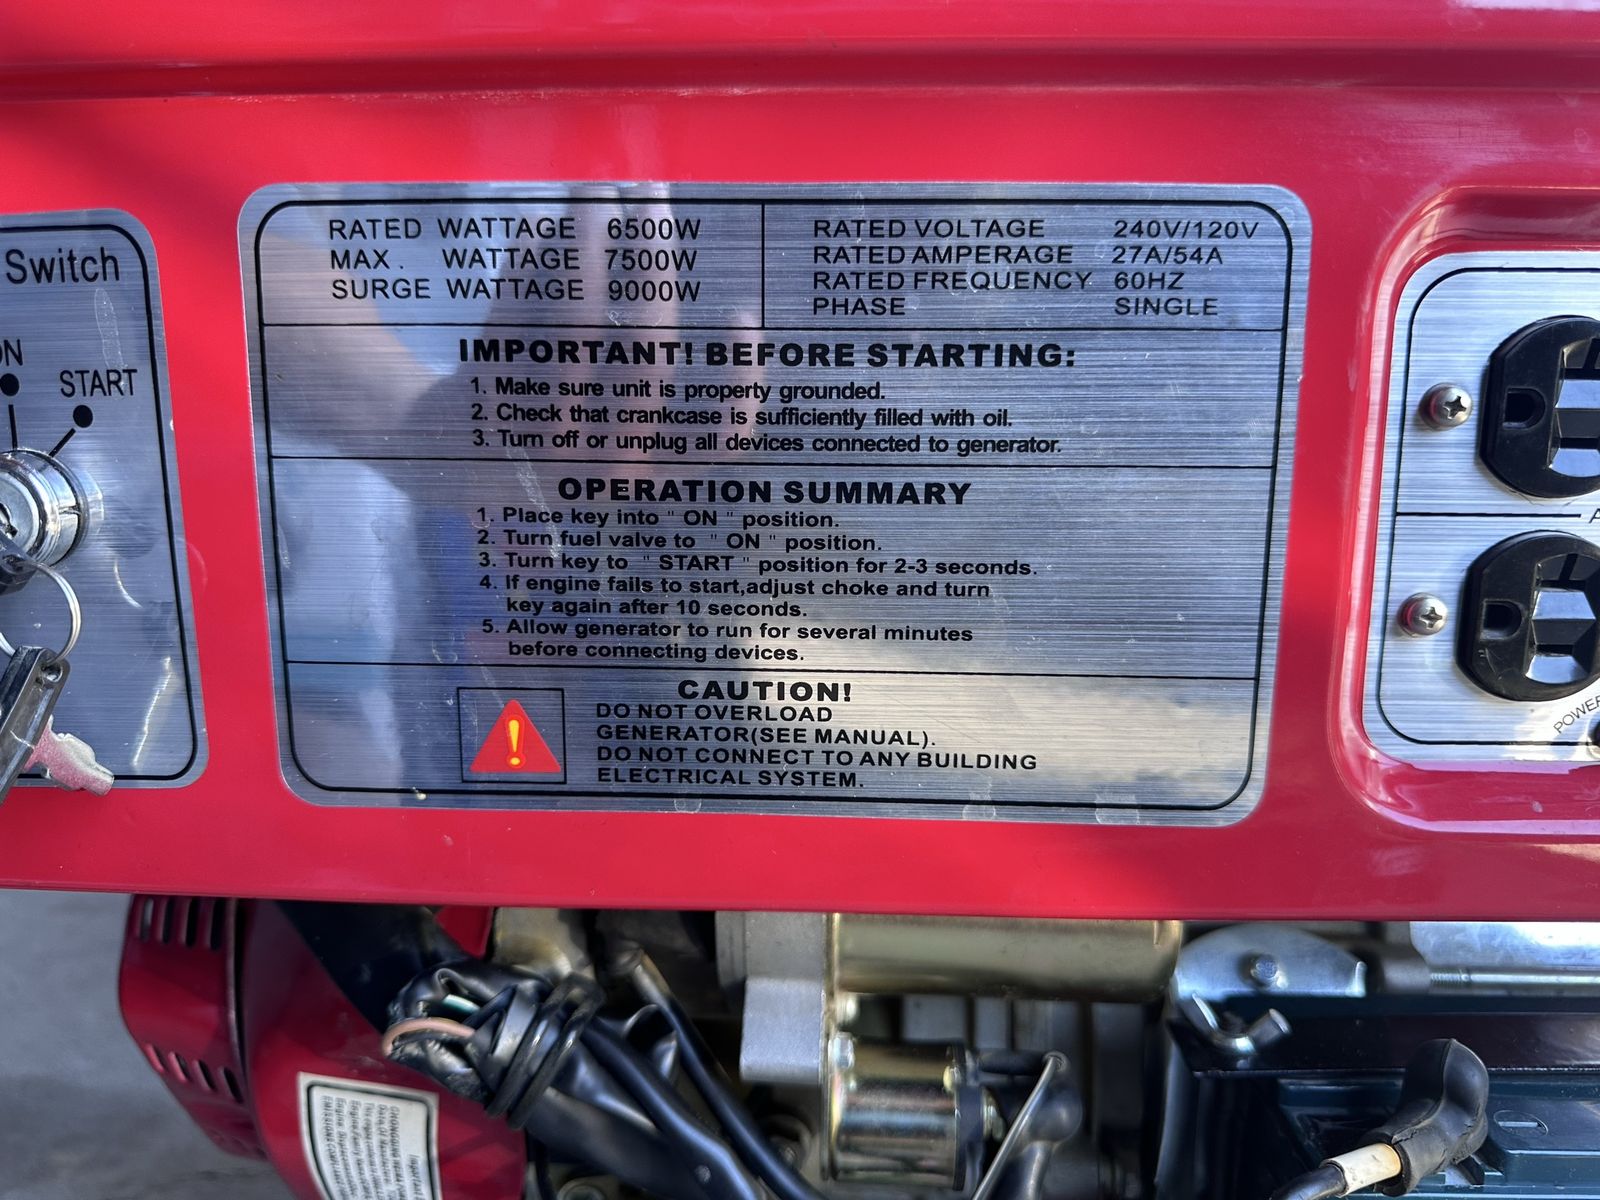 Switch
ON
START
RATED WATTAGE 6500W
MAX. WATTAGE 7500W
SURGE WATTAGE 9000W
RATED VOLTAGE 240V/120V
RATED AMPERAGE 27A/54A
RATED FREQUENCY 60HZ
PHASE SINGLE
IMPORTANT! BEFORE STARTING:
1. Make sure unit is property grounded.
2. Check that crankcase is sufficiently filled with oil.
3. Turn off or unplug all devices connected to generator.
OPERATION SUMMARY
1. Place key into " ON " position.
2. Turn fuel valve to " ON " position.
3. Turn key to " START " position for 2-3 seconds.
4. If engine fails to start,adjust choke and turn
key again after 10 seconds.
5. Allow generator to run for several minutes
before connecting devices.
CAUTION!
DO NOT OVERLOAD
GENERATOR(SEE MANUAL).
DO NOT CONNECT TO ANY BUILDING
ELECTRICAL SYSTEM.
POWER